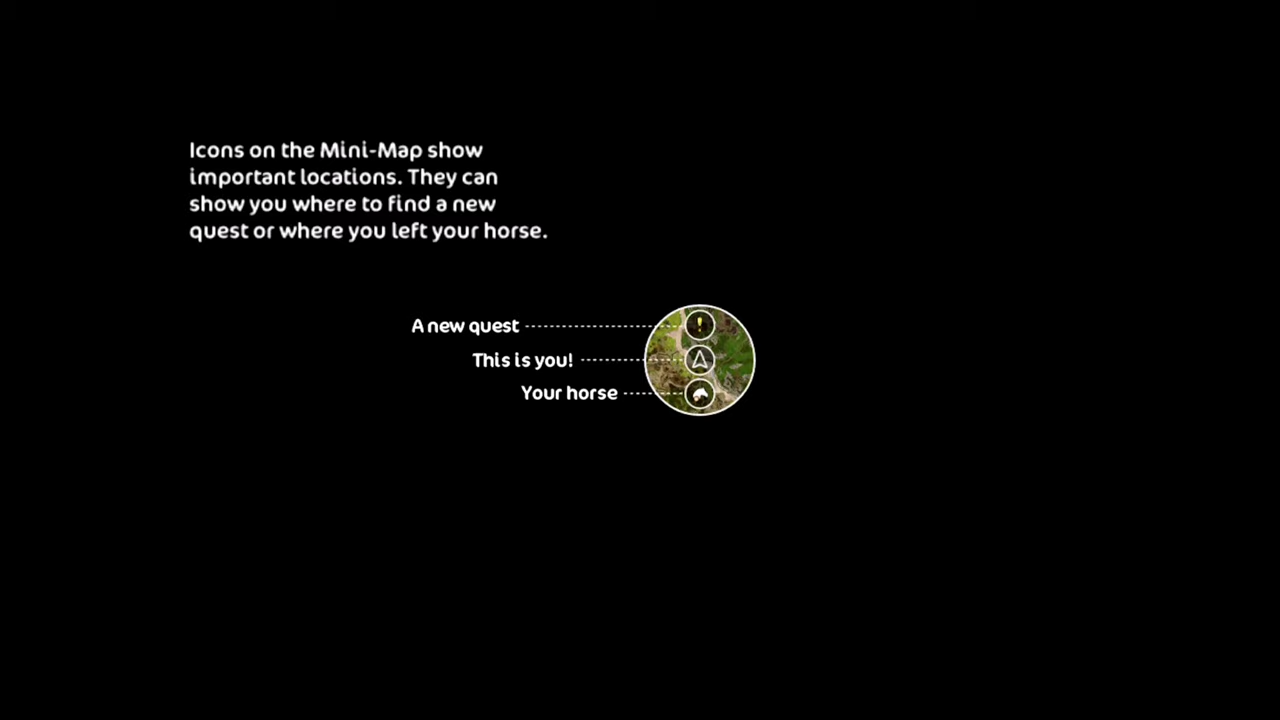 Icons on the Mini-Map show
important locations. They can
show you where to find a new
quest or where you left your horse.
A new quest
This is you!
Your horse